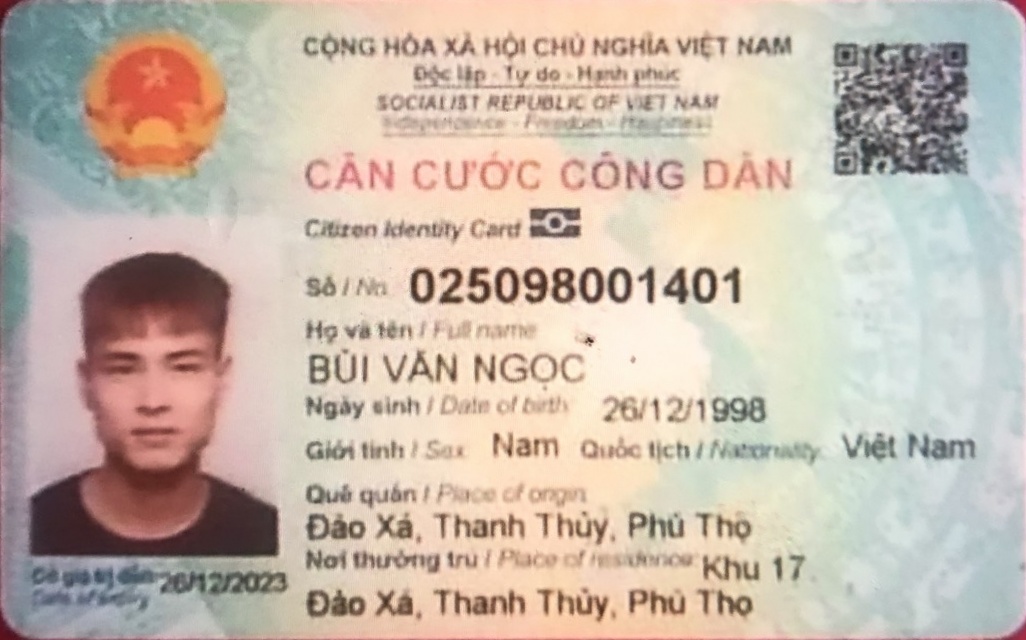 CỘNG HÒA XÃ HỘI CHỦ NGHĨA VIỆT NAM
Độc lập - Tự do - Hạnh phúc
SOCIALIST REPUBLIC OF VIET NAM
Independence - Freedom - Happiness
CĂN CƯỚC CÔNG DÂN
Citizen Identity Card
Số / No. 025098001401
Họ và tên / Full name
BÙI VĂN NGỌC
Ngày sinh / Date of birth 26/12/1998
Giới tính / Sex Nam Quốc tịch / Nationality Việt Nam
Quê quán / Place of origin
Đào Xá, Thanh Thủy, Phú Thọ
Nơi thường trú / Place of residence Khu 17
Đào Xá, Thanh Thủy, Phú Thọ
Có giá trị đến 26/12/2023
Date of expiry